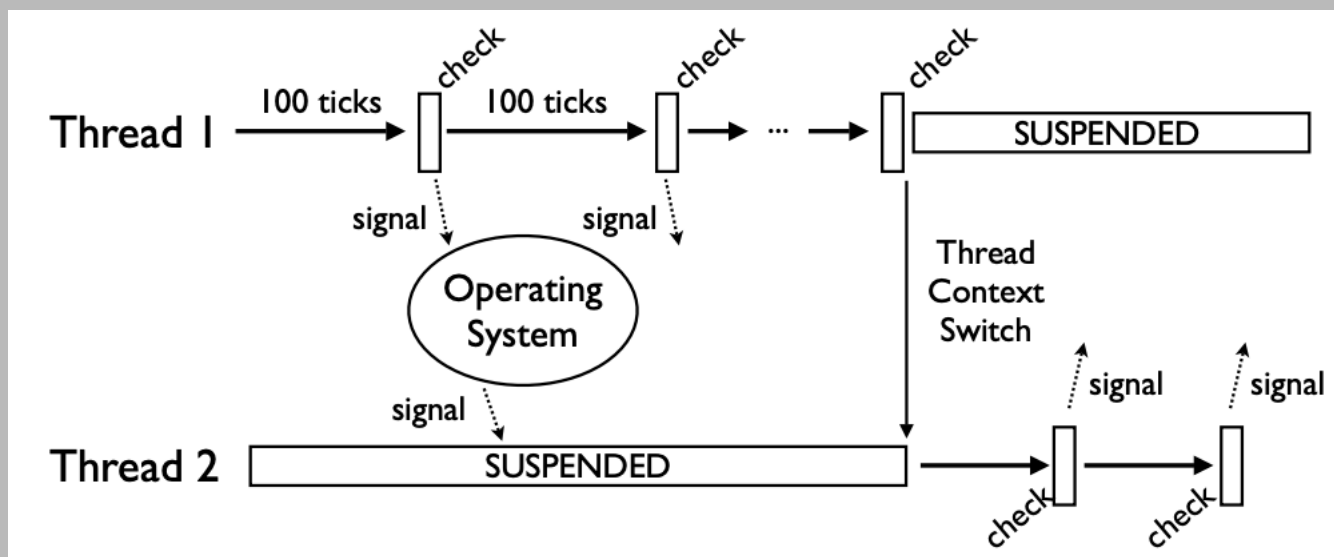 check
check
check
100 ticks
100 ticks
Thread 1
...
SUSPENDED
signal
signal
Operating
System
Thread
Context
Switch
signal
signal
signal
Thread 2
SUSPENDED
check
check